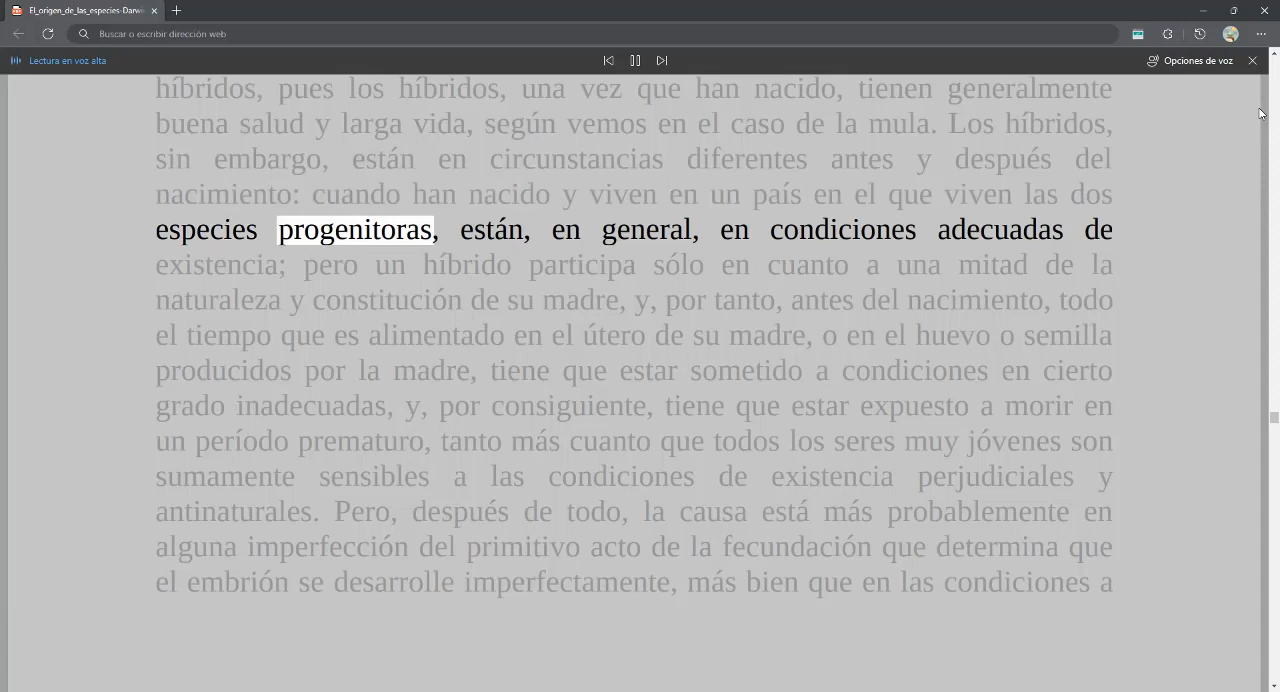 El_origen_de_las_especies-Darw
Buscar o escribir dirección web
Lectura en voz alta
Opciones de voz
híbridos, pues los híbridos, una vez que han nacido, tienen generalmente
buena salud y larga vida, según vemos en el caso de la mula. Los híbridos,
sin embargo, están en circunstancias diferentes antes y después del
nacimiento: cuando han nacido y viven en un país en el que viven las dos
especies progenitoras, están, en general, en condiciones adecuadas de
existencia; pero un híbrido participa sólo en cuanto a una mitad de la
naturaleza y constitución de su madre, y, por tanto, antes del nacimiento, todo
el tiempo que es alimentado en el útero de su madre, o en el huevo o semilla
producidos por la madre, tiene que estar sometido a condiciones en cierto
grado inadecuadas, y, por consiguiente, tiene que estar expuesto a morir en
un período prematuro, tanto más cuanto que todos los seres muy jóvenes son
sumamente sensibles a las condiciones de existencia perjudiciales y
antinaturales. Pero, después de todo, la causa está más probablemente en
alguna imperfección del primitivo acto de la fecundación que determina que
el embrión se desarrolle imperfectamente, más bien que en las condiciones a